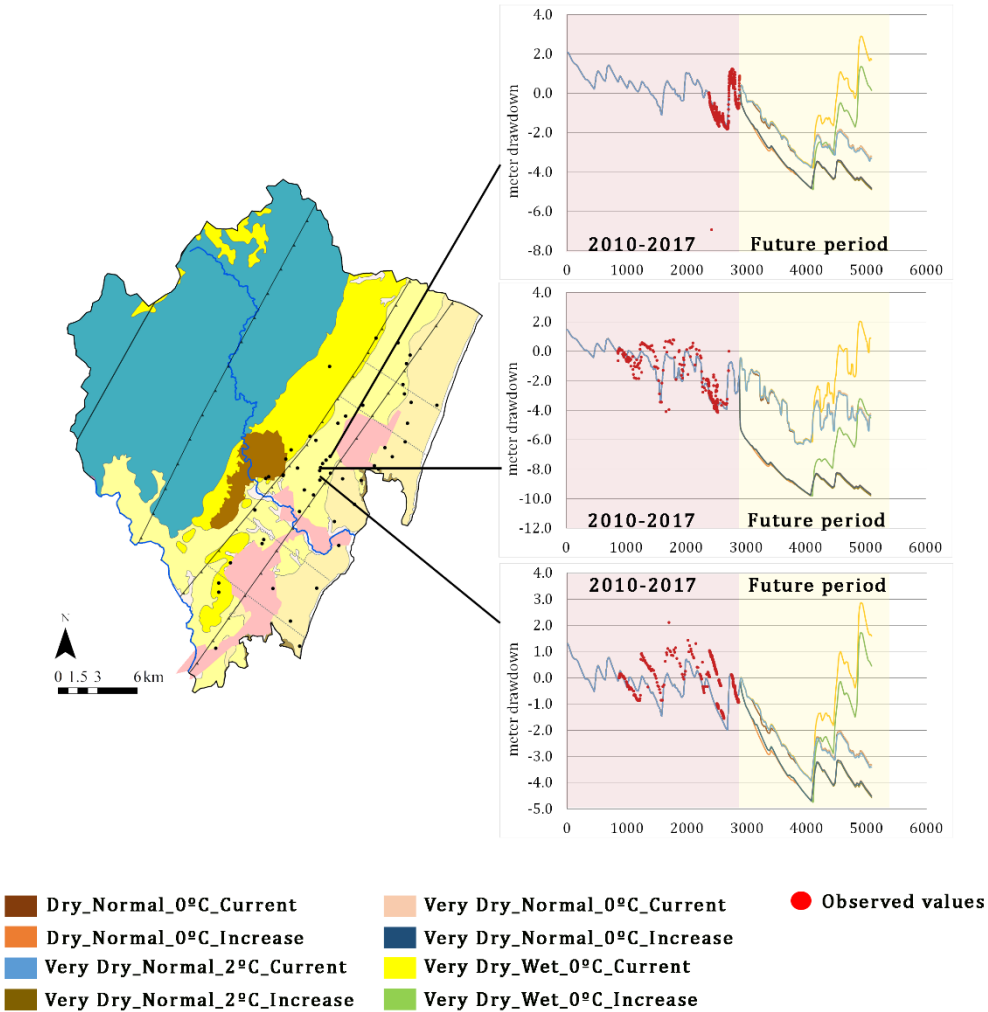 4.0
2.0
0.0
-2.0
-4.0
-6.0
-8.0
meter drawdown
2010-2017
Future period
0 1000 2000 3000 4000 5000 6000
4.0
2.0
0.0
-2.0
-4.0
-6.0
-8.0
-10.0
-12.0
meter drawdown
2010-2017
Future period
0 1000 2000 3000 4000 5000 6000
4.0
3.0
2.0
1.0
0.0
-1.0
-2.0
-3.0
-4.0
-5.0
meter drawdown
2010-2017
Future period
0 1000 2000 3000 4000 5000 6000
N
0 1.5 3 6 km
Dry_Normal_0ºC_Current
Very Dry_Normal_0ºC_Current
Observed values
Dry_Normal_0ºC_Increase
Very Dry_Normal_0ºC_Increase
Very Dry_Normal_2ºC_Current
Very Dry_Wet_0ºC_Current
Very Dry_Normal_2ºC_Increase
Very Dry_Wet_0ºC_Increase